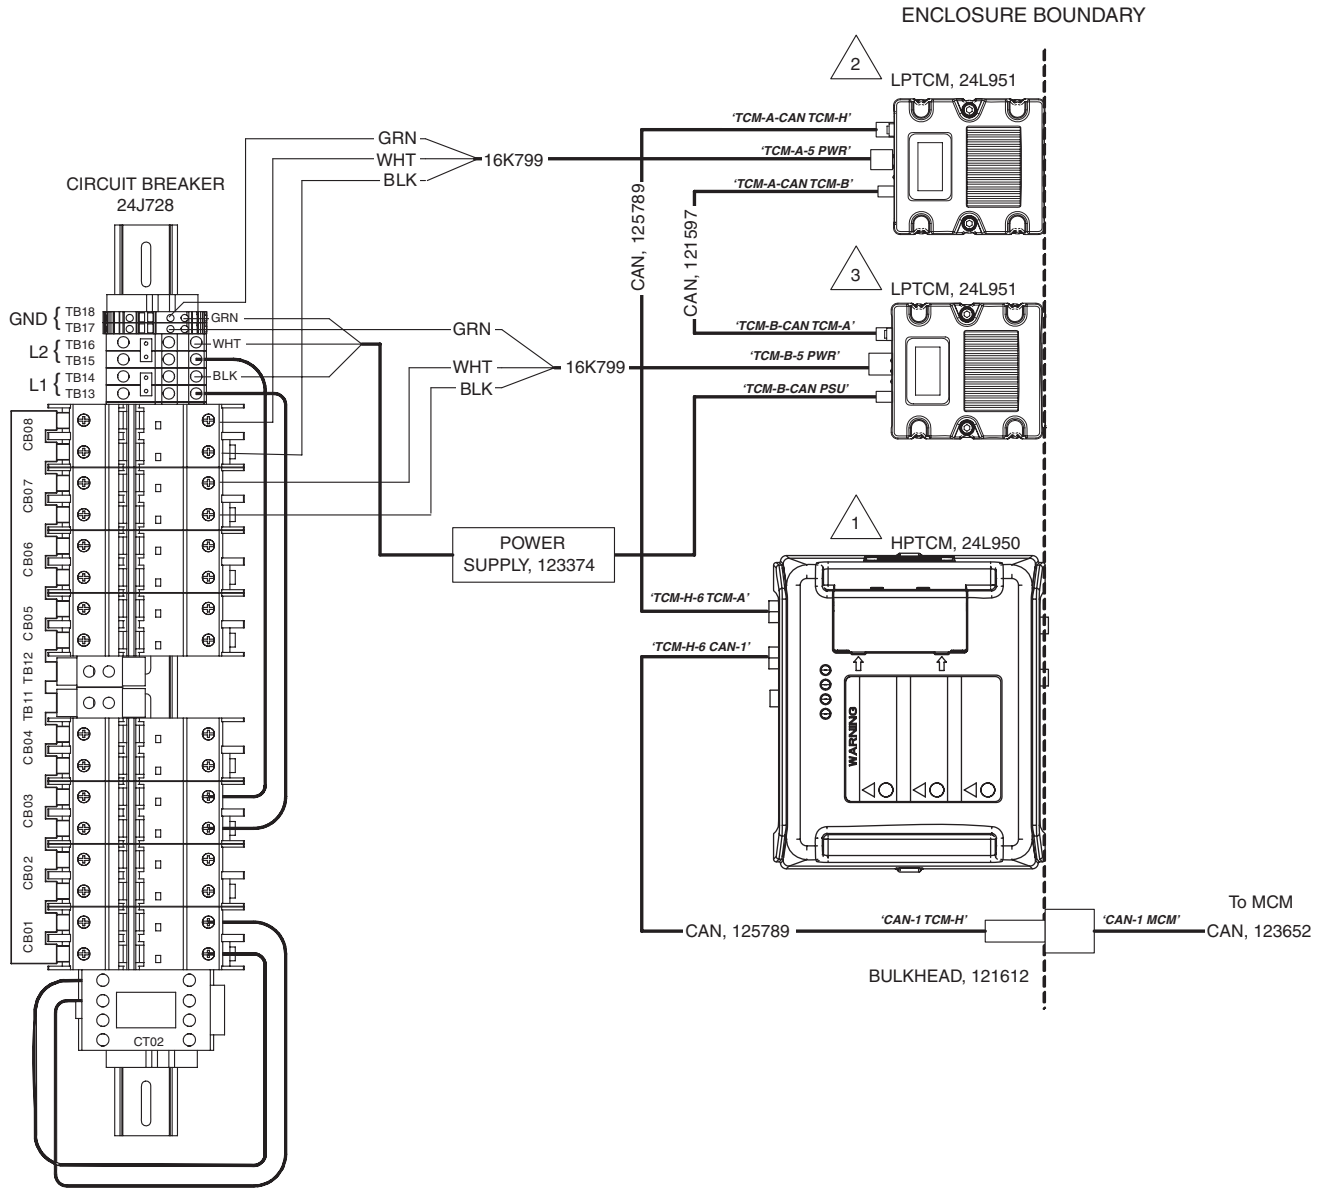 ENCLOSURE BOUNDARY
2
LPTCM, 24L951
'TCM-A-CAN TCM-H'
GRN
WHT
BLK
16K799
'TCM-A-5 PWR'
'TCM-A-CAN TCM-B'
CIRCUIT BREAKER
24J728
CAN, 125789
CAN, 121597
3
LPTCM, 24L951
GND { TB18
TB17
GRN
L2 { TB16
TB15
WHT
L1 { TB14
TB13
BLK
GRN
WHT
BLK
16K799
'TCM-B-CAN TCM-A'
'TCM-B-5 PWR'
'TCM-B-CAN PSU'
CB08
CB07
CB06
CB05
TB12
TB11
CB04
CB03
CB02
CB01
POWER
SUPPLY, 123374
1
HPTCM, 24L950
'TCM-H-6 TCM-A'
'TCM-H-6 CAN-1'
WARNING
To MCM
CAN, 125789
'CAN-1 TCM-H'
'CAN-1 MCM'
CAN, 123652
BULKHEAD, 121612
CT02